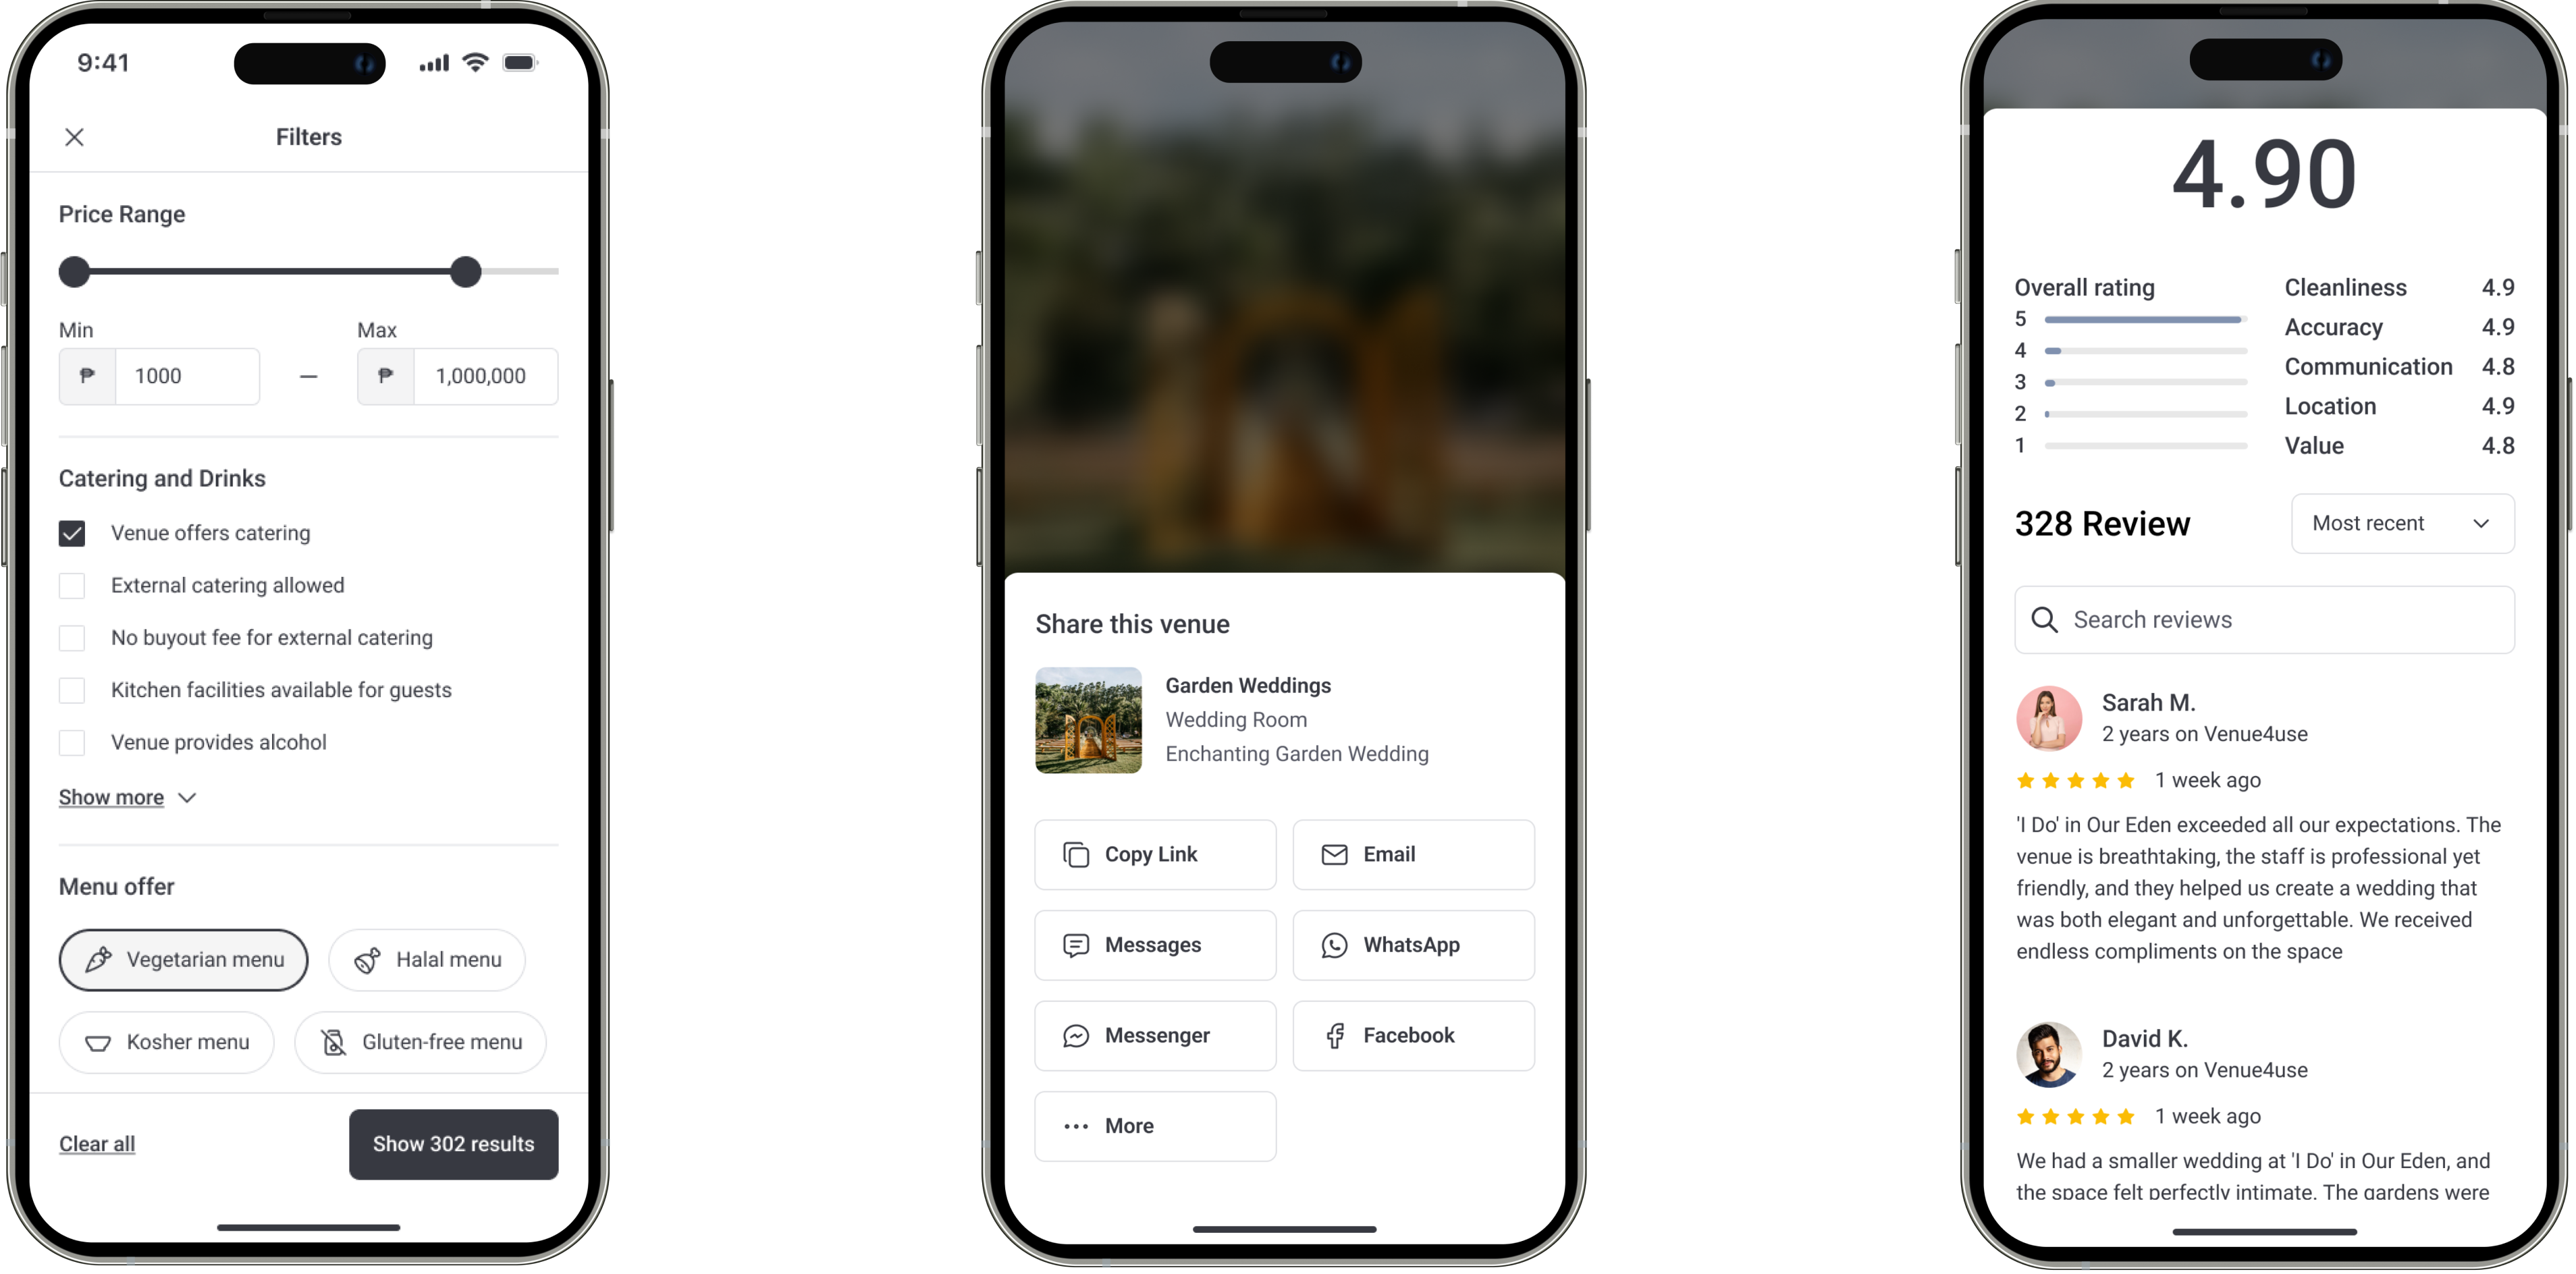 9:41
Filters
Price Range
Min Max
₱ 1000 – ₱ 1,000,000
Catering and Drinks
Venue offers catering
External catering allowed
No buyout fee for external catering
Kitchen facilities available for guests
Venue provides alcohol
Show more
Menu offer
Vegetarian menu Halal menu
Kosher menu Gluten-free menu
Clear all Show 302 results
Share this venue
Garden Weddings
Wedding Room
Enchanting Garden Wedding
Copy Link Email
Messages WhatsApp
Messenger Facebook
More
4.90
Overall rating
5
4
3
2
1
Cleanliness 4.9
Accuracy 4.9
Communication 4.8
Location 4.9
Value 4.8
328 Review Most recent
Search reviews
Sarah M.
2 years on Venue4use
1 week ago
'I Do' in Our Eden exceeded all our expectations. The
venue is breathtaking, the staff is professional yet
friendly, and they helped us create a wedding that
was both elegant and unforgettable. We received
endless compliments on the space
David K.
2 years on Venue4use
1 week ago
We had a smaller wedding at 'I Do' in Our Eden, and
the space felt perfectly intimate. The gardens were